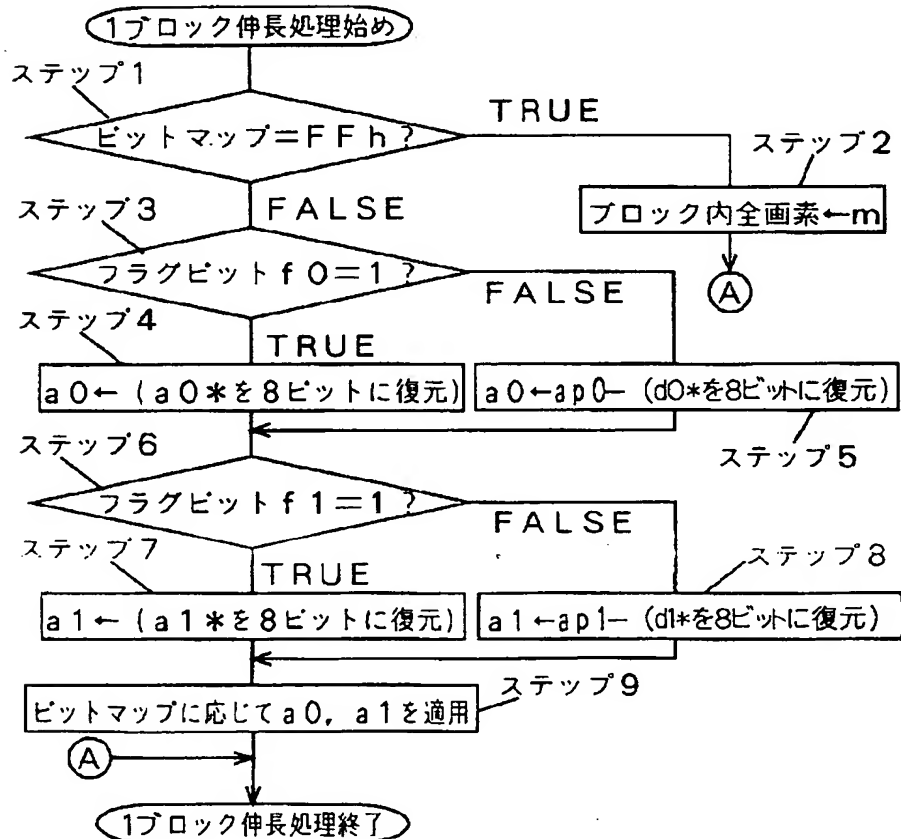 1ブロック伸長処理始め
ステップ1
ビットマップ=FFh?
TRUE
ステップ2
ブロック内全画素←m
A
ステップ3
FALSE
フラグビットf0=1?
FALSE
ステップ4
TRUE
a0←(a0*を8ビットに復元)
a0←ap0-(d0*を8ビットに復元)
ステップ5
ステップ6
フラグビットf1=1?
FALSE
ステップ7
TRUE
ステップ8
a1←(a1*を8ビットに復元)
a1←ap1-(d1*を8ビットに復元)
ステップ9
ビットマップに応じてa0,a1を適用
A
1ブロック伸長処理終了